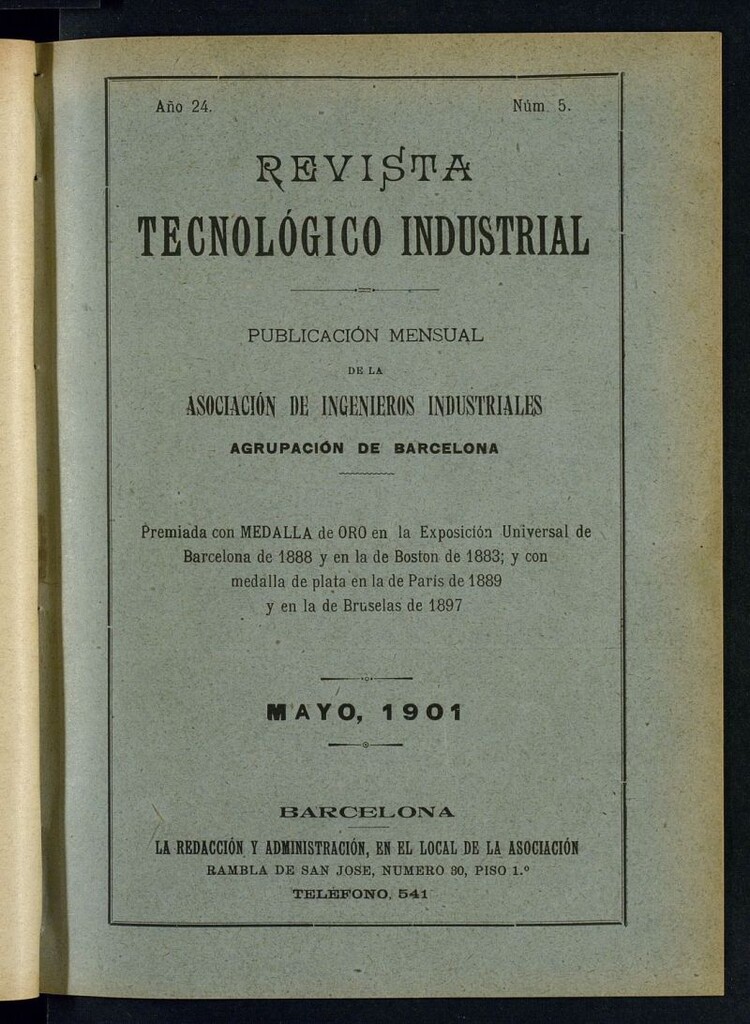 Año 24.
Núm. 5.
REVISTA
TECNOLÓGICO INDUSTRIAL
PUBLICACIÓN MENSUAL
DE LA
ASOCIACIÓN DE INGENIEROS INDUSTRIALES
AGRUPACIÓN DE BARCELONA
Premiada con MEDALLA de ORO en la Exposición Universal de
Barcelona de 1888 y en la de Boston de 1883; y con
medalla de plata en la de París de 1889
y en la de Bruselas de 1897
MAYO, 1901
BARCELONA
LA REDACCIÓN Y ADMINISTRACIÓN, EN EL LOCAL DE LA ASOCIACIÓN
RAMBLA DE SAN JOSE, NUMERO 30, PISO 1.º
TELÉFONO, 541